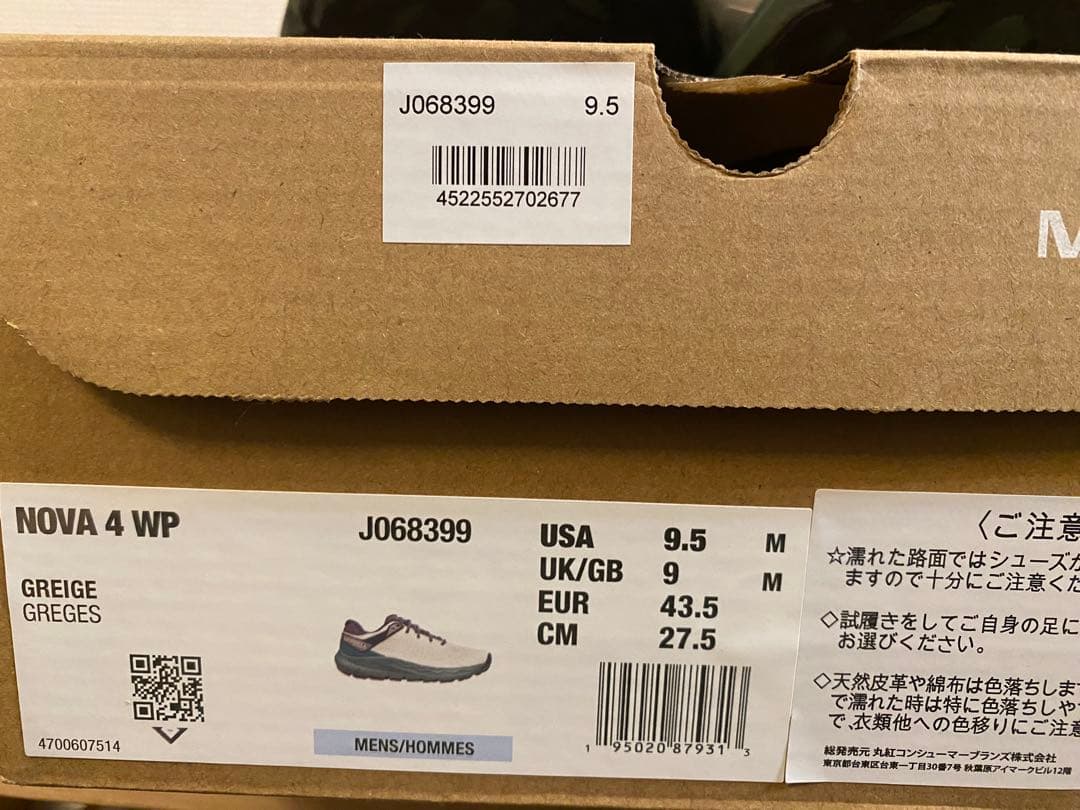 J068399 9.5
4522552702677
M
NOVA 4 WP
GREIGE
GREGES
4700607514
J068399
MENS/HOMMES
USA 9.5 M
UK/GB 9 M
EUR 43.5
CM 27.5
1 95020 87931 3
〈ご注意
☆濡れた路面ではシューズが
ますので十分にご注意くだ
◇試履きをしてご自身の足に
お選びください。
◇天然皮革や綿布は色落ちしま
で濡れた時は特に色落ちしや
で、衣類他への色移りにご注意
総発売元 丸紅コンシューマーブランズ株式会社
東京都台東区台東一丁目30番7号 秋葉原アイマークビル12階